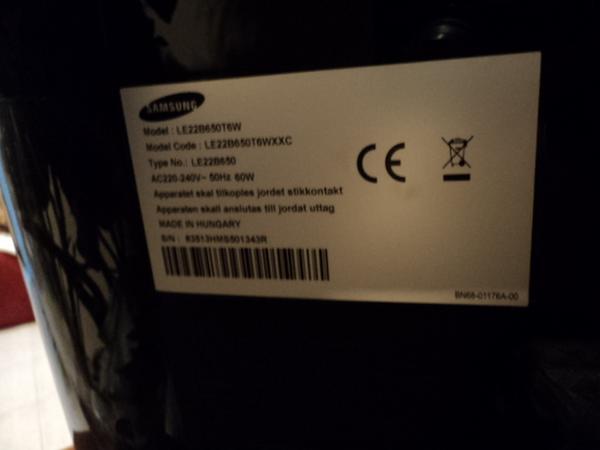 SAMSUNG
Model : LE22B650T6W
Model Code : LE22B650T6WXXC
Type No.: LE22B650
AC220-240V~ 50Hz 60W
Apparatet skal tilkoples jordet stikkontakt
Apparaten skall anslutas till jordat uttag
MADE IN HUNGARY
S/N : 83513HMS501343R
CE
BN68-01176A-00